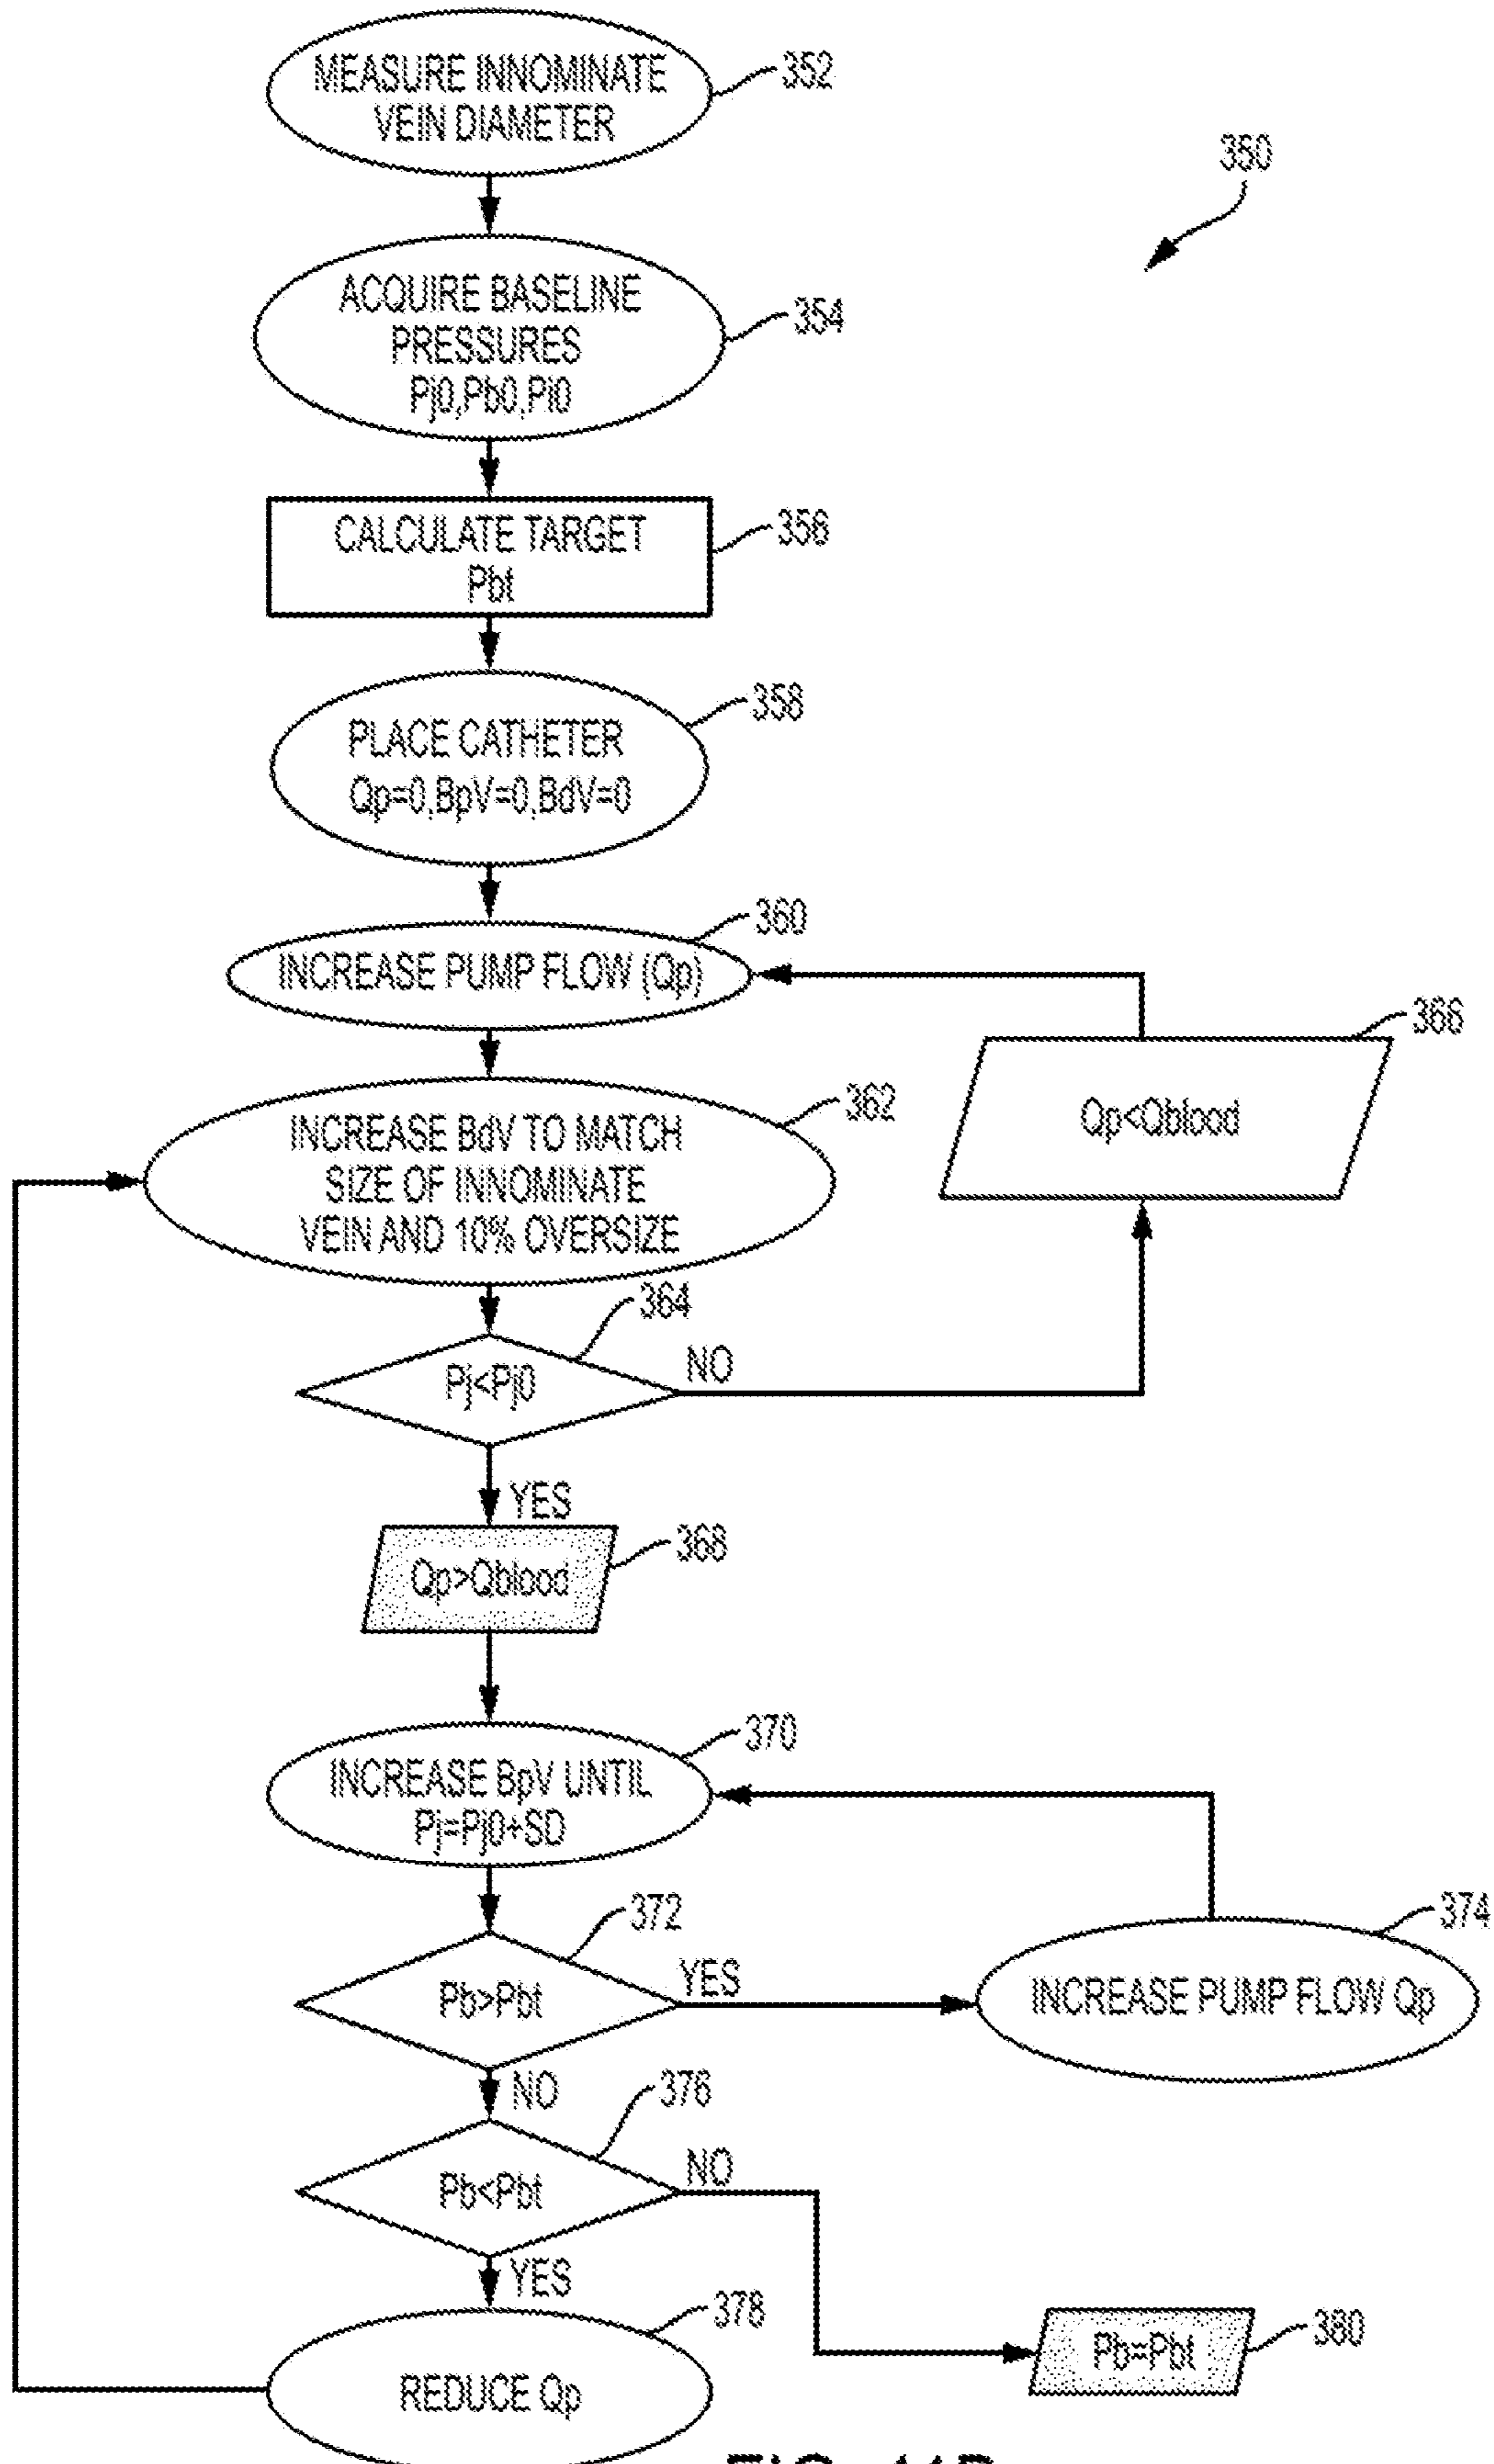 MEASURE INNOMINATE
VEIN DIAMETER
352
350
ACQUIRE BASELINE
PRESSURES
Pj0,Pb0,Pi0
354
CALCULATE TARGET
Pbt
356
PLACE CATHETER
Qp=0,BpV=0,BdV=0
358
INCREASE PUMP FLOW (Qp)
360
366
Qp<Qblood
INCREASE BdV TO MATCH
SIZE OF INNOMINATE
VEIN AND 10% OVERSIZE
362
364
Pj<Pj0
NO
YES
Qp>Qblood
368
INCREASE BpV UNTIL
Pj=Pj0+SD
370
372
Pb>Pbt
YES
374
INCREASE PUMP FLOW Qp
NO
376
Pb<Pbt
NO
YES
REDUCE Qp
378
Pb=Pbt
380